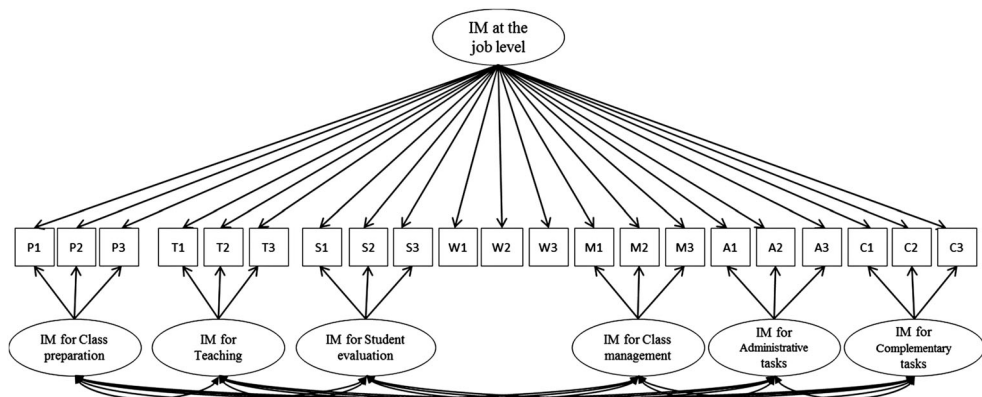 IM at the
job level
P1 P2 P3 T1 T2 T3 S1 S2 S3 W1 W2 W3 M1 M2 M3 A1 A2 A3 C1 C2 C3
IM for Class
preparation
IM for
Teaching
IM for Student
evaluation
IM for Class
management
IM for
Administrative
tasks
IM for
Complementary
tasks